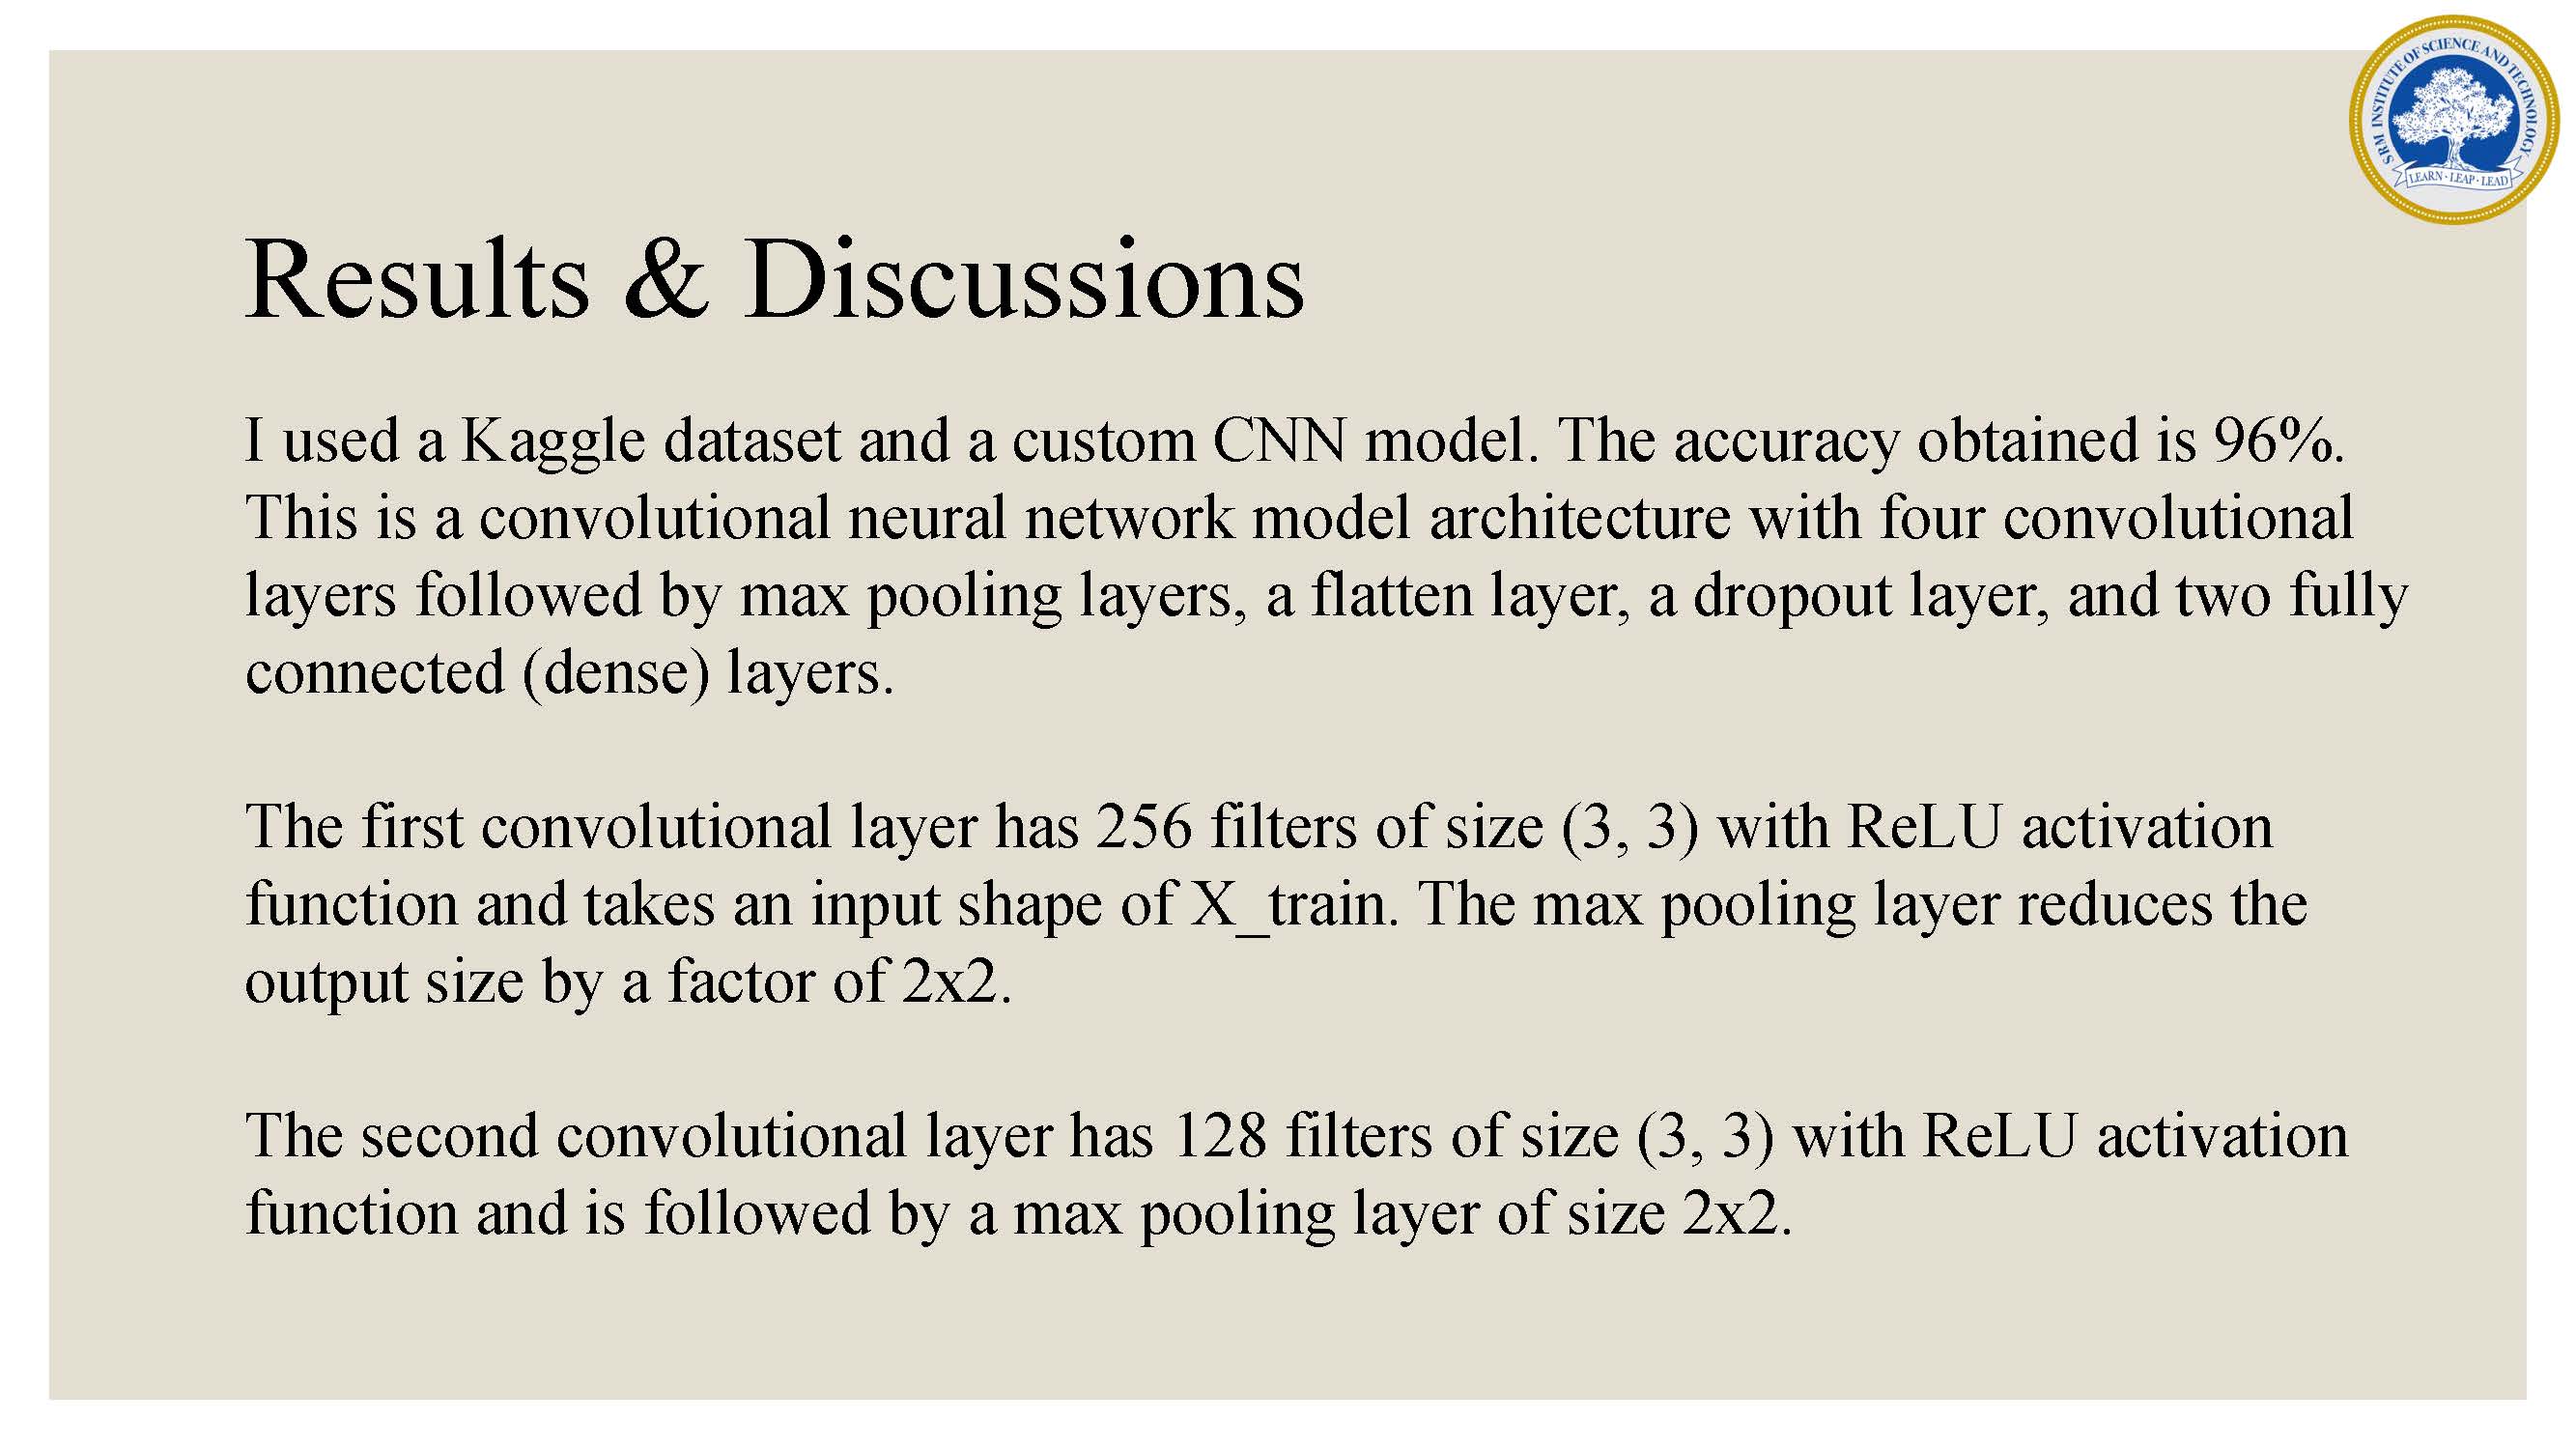 SRM INSTITUTE OF SCIENCE AND TECHNOLOGY
LEARN · LEAP · LEAD
Results & Discussions
I used a Kaggle dataset and a custom CNN model. The accuracy obtained is 96%.
This is a convolutional neural network model architecture with four convolutional
layers followed by max pooling layers, a flatten layer, a dropout layer, and two fully
connected (dense) layers.
The first convolutional layer has 256 filters of size (3, 3) with ReLU activation
function and takes an input shape of X_train. The max pooling layer reduces the
output size by a factor of 2x2.
The second convolutional layer has 128 filters of size (3, 3) with ReLU activation
function and is followed by a max pooling layer of size 2x2.